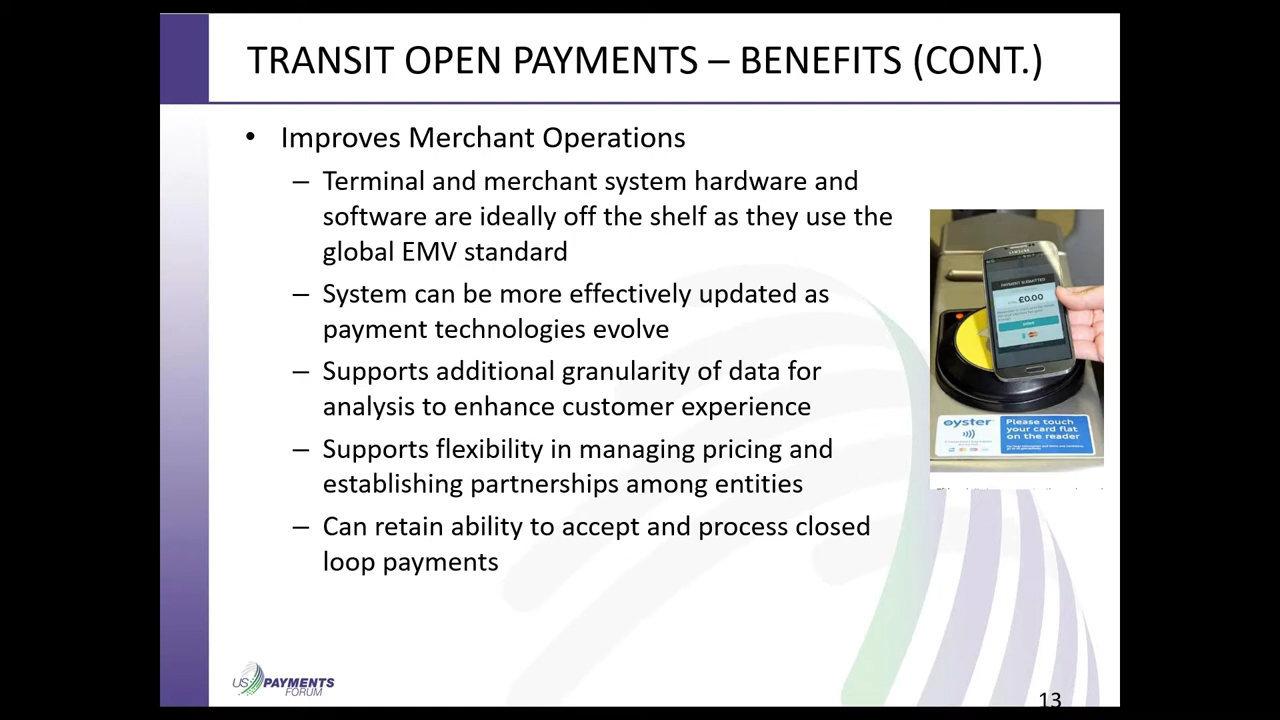 TRANSIT OPEN PAYMENTS – BENEFITS (CONT.)
• Improves Merchant Operations
– Terminal and merchant system hardware and
software are ideally off the shelf as they use the
global EMV standard
– System can be more effectively updated as
payment technologies evolve
– Supports additional granularity of data for
analysis to enhance customer experience
– Supports flexibility in managing pricing and
establishing partnerships among entities
– Can retain ability to accept and process closed
loop payments
SAMSUNG
PAYMENT SUBMITTED
£0.00
oyster
Please touch
your card flat
on the reader
US PAYMENTS
FORUM
13